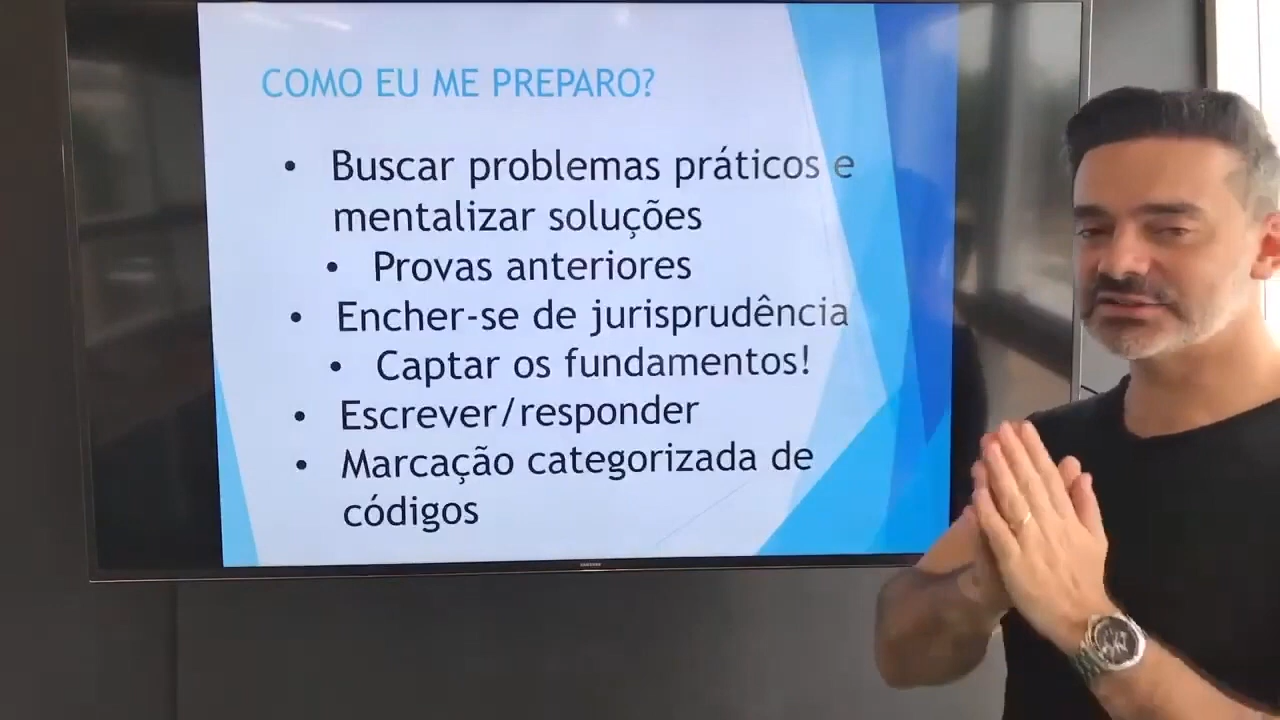 COMO EU ME PREPARO?
• Buscar problemas práticos e
mentalizar soluções
• Provas anteriores
• Encher-se de jurisprudência
• Captar os fundamentos!
• Escrever/responder
• Marcação categorizada de
códigos
SAMSUNG